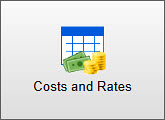 Costs and Rates